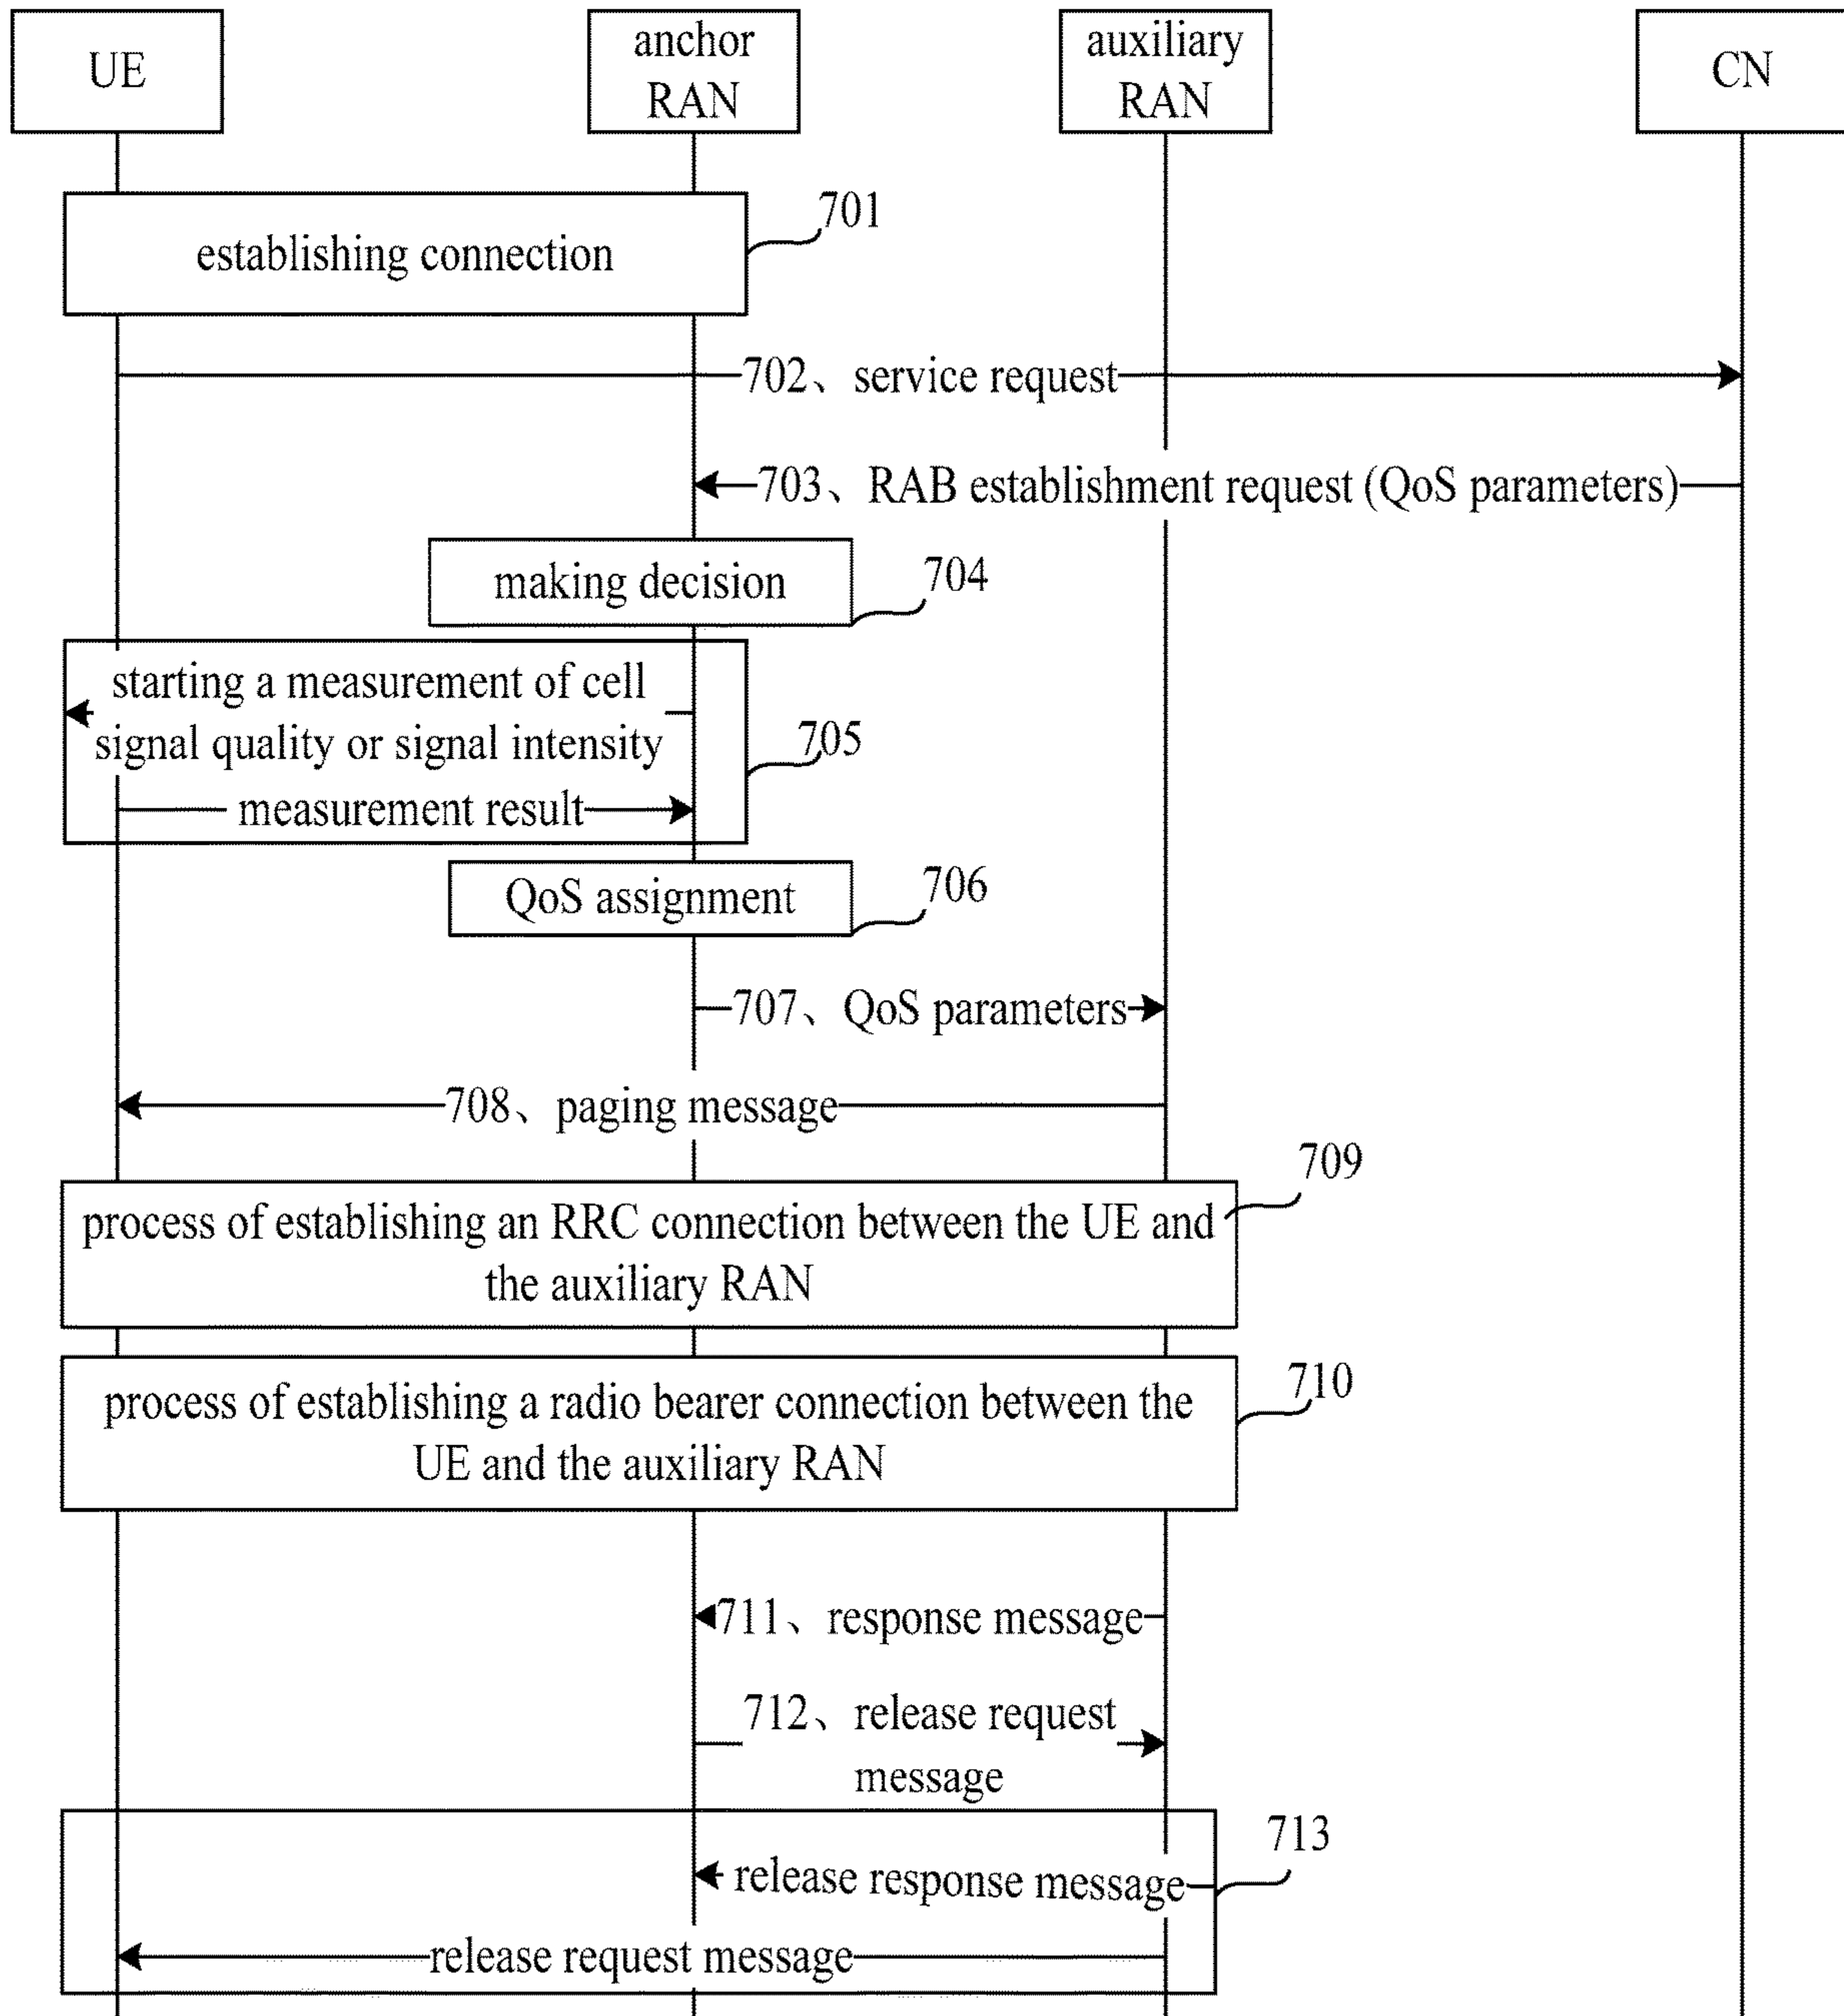 UE
anchor
RAN
auxiliary
RAN
CN
701
establishing connection
702、service request
703、RAB establishment request (QoS parameters)
making decision
704
starting a measurement of cell
signal quality or signal intensity
705
measurement result
QoS assignment
706
707、QoS parameters
708、paging message
709
process of establishing an RRC connection between the UE and
the auxiliary RAN
710
process of establishing a radio bearer connection between the
UE and the auxiliary RAN
711、response message
712、release request
message
713
release response message
release request message